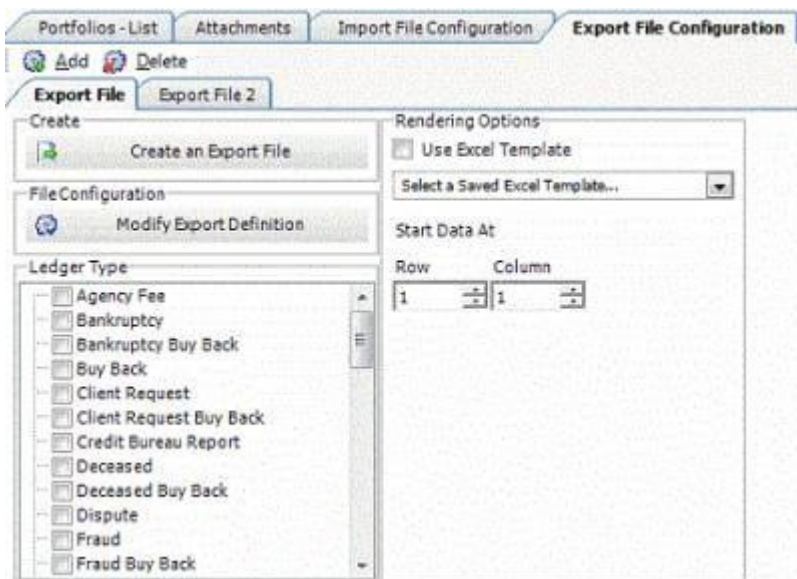 Portfolios - List Attachments Import File Configuration Export File Configuration
Add Delete
Export File Export File 2
Create
Create an Export File
File Configuration
Modify Export Definition
Ledger Type
Agency Fee
Bankruptcy
Bankruptcy Buy Back
Buy Back
Client Request
Client Request Buy Back
Credit Bureau Report
Deceased
Deceased Buy Back
Dispute
Fraud
Fraud Buy Back
Rendering Options
Use Excel Template
Select a Saved Excel Template...
Start Data At
Row Column
1 1